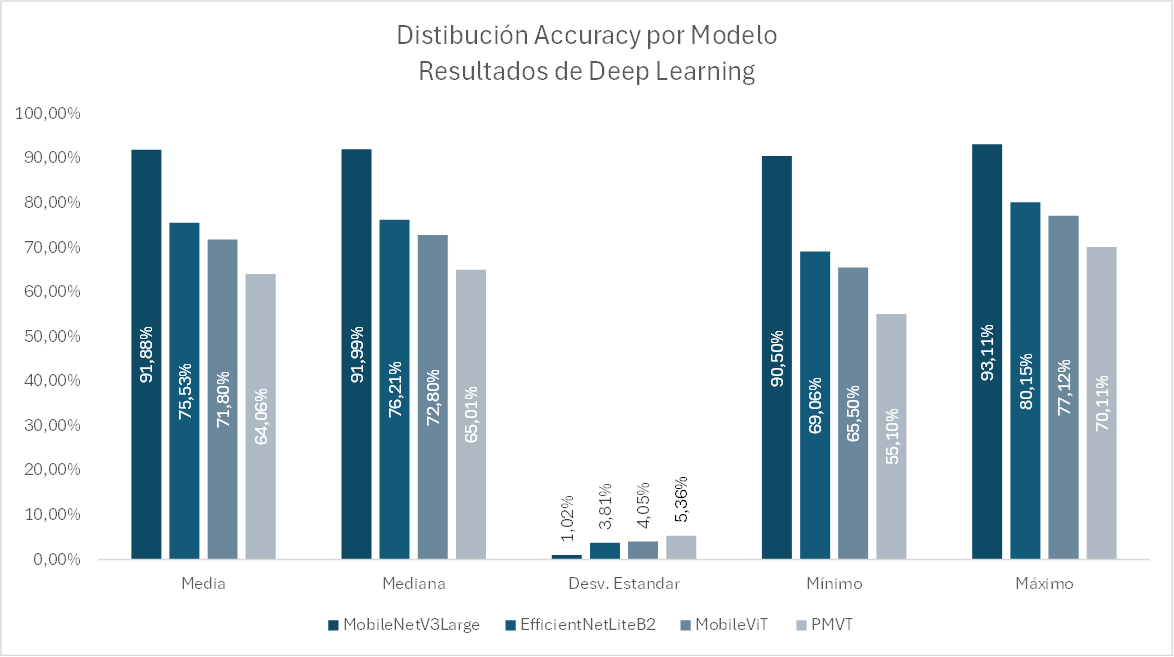 Distibución Accuracy por Modelo
Resultados de Deep Learning
100,00%
90,00%
80,00%
70,00%
60,00%
50,00%
40,00%
30,00%
20,00%
10,00%
0,00%
91,88%
75,53%
71,80%
64,06%
91,99%
76,21%
72,80%
65,01%
1,02%
3,81%
4,05%
5,36%
90,50%
69,06%
65,50%
55,10%
93,11%
80,15%
77,12%
70,11%
Media
Mediana
Desv. Estandar
Mínimo
Máximo
MobileNetV3Large
EfficientNetLiteB2
MobileViT
PMVT